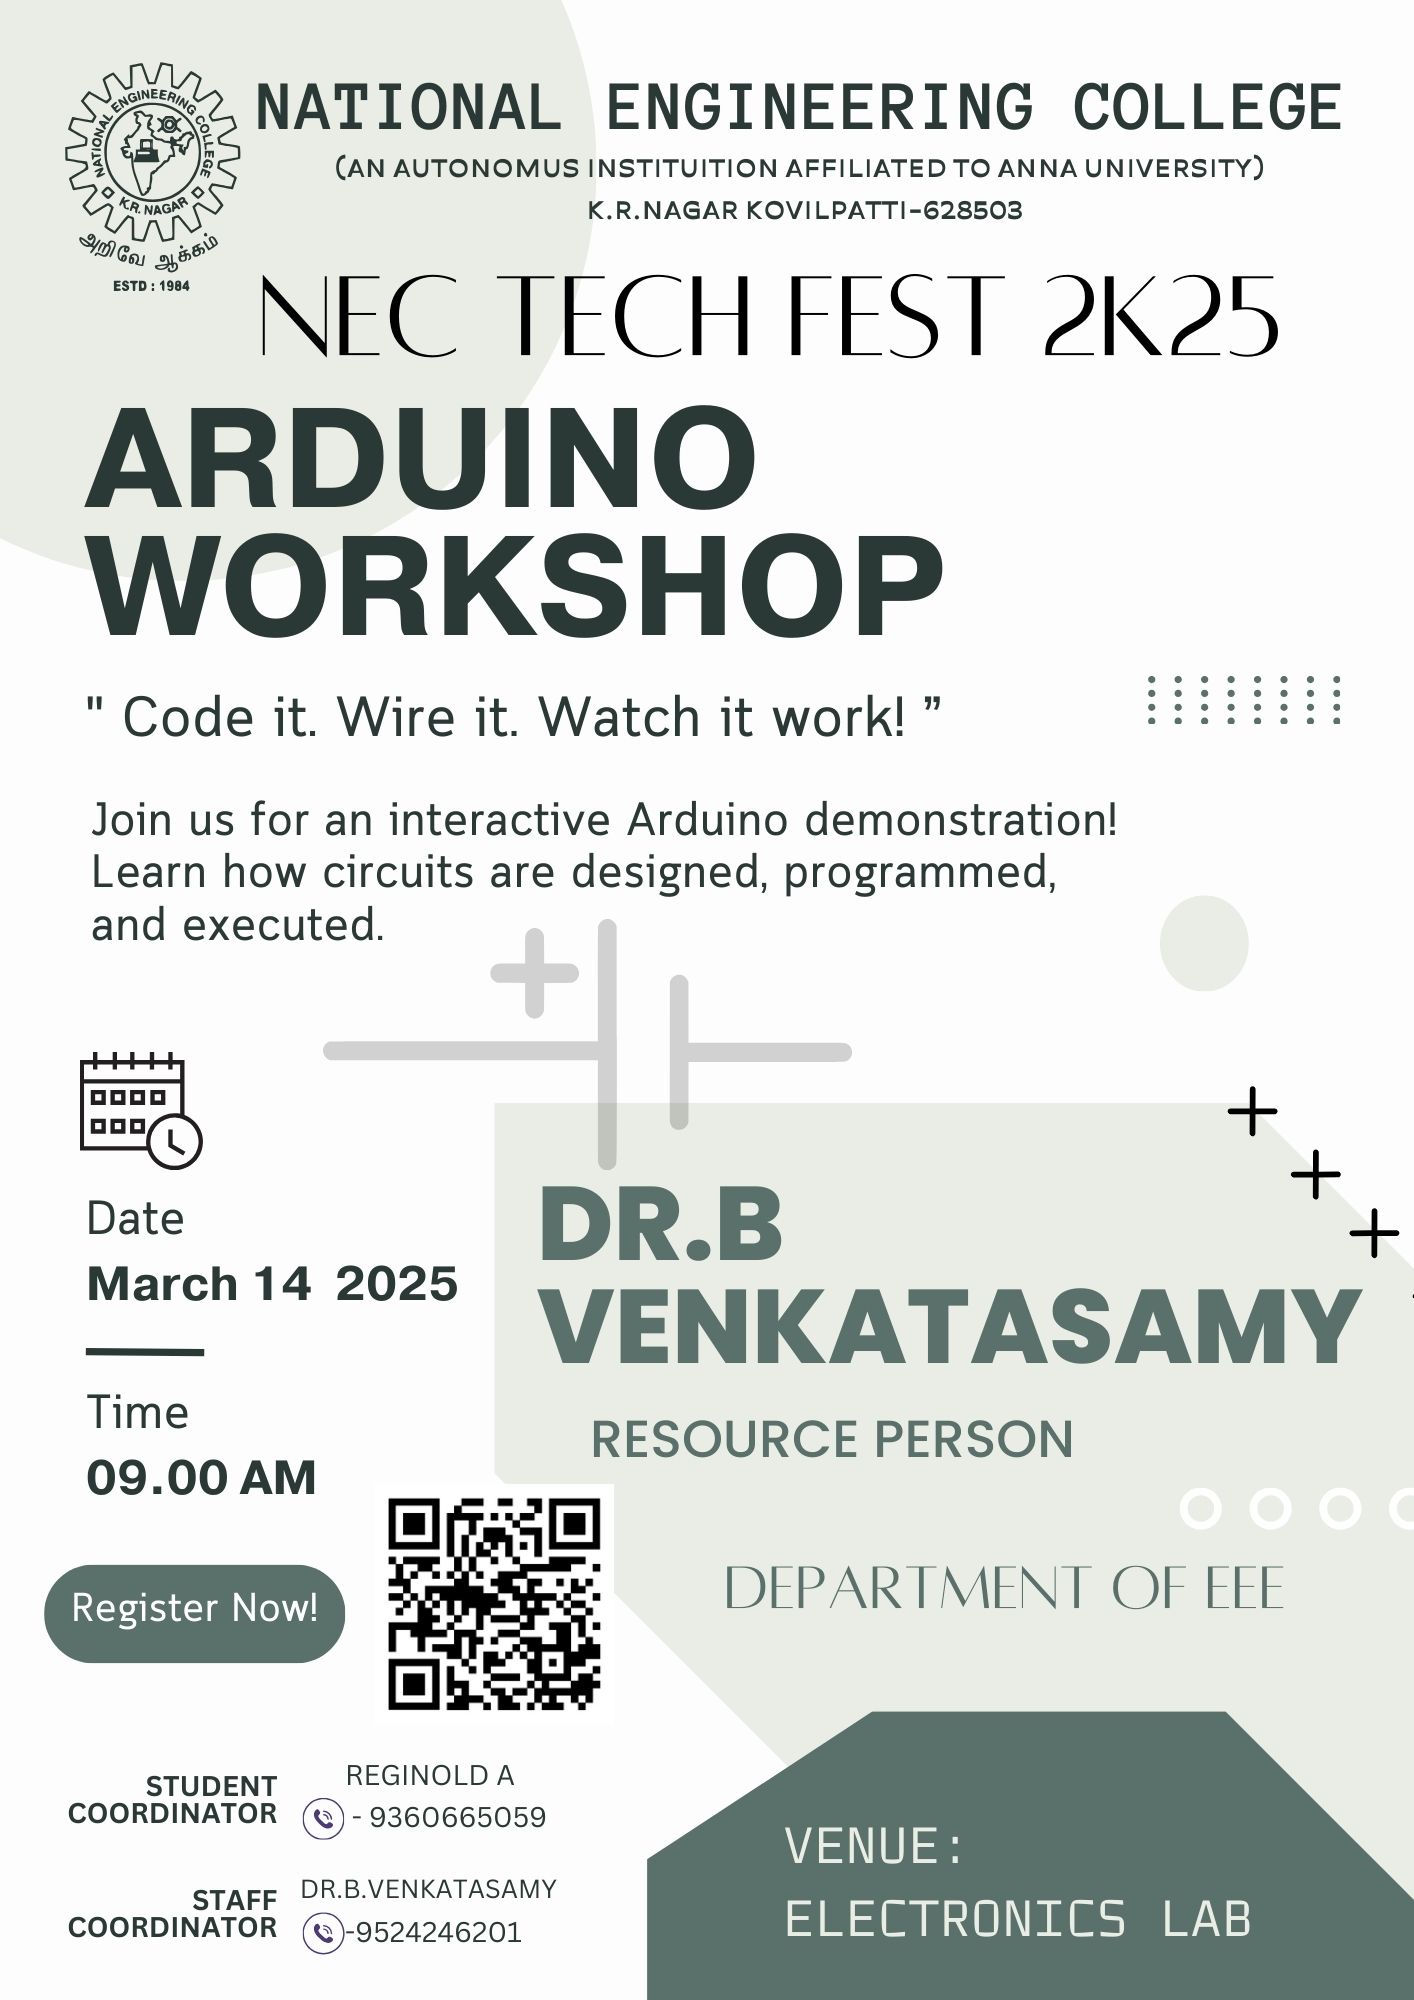 NATIONAL ENGINEERING COLLEGE
(AN AUTONOMUS INSTITUITION AFFILIATED TO ANNA UNIVERSITY)
K.R.NAGAR KOVILPATTI-628503
NATIONAL ENGINEERING COLLEGE
K.R. NAGAR
அறிவே ஆக்கம்
ESTD : 1984
NEC TECH FEST 2K25
ARDUINO
WORKSHOP
" Code it. Wire it. Watch it work! ”
Join us for an interactive Arduino demonstration!
Learn how circuits are designed, programmed,
and executed.
Date
March 14 2025
Time
09.00 AM
DR.B
VENKATASAMY
RESOURCE PERSON
DEPARTMENT OF EEE
Register Now!
STUDENT
COORDINATOR
REGINOLD A
- 9360665059
STAFF
COORDINATOR
DR.B.VENKATASAMY
-9524246201
VENUE:
ELECTRONICS LAB